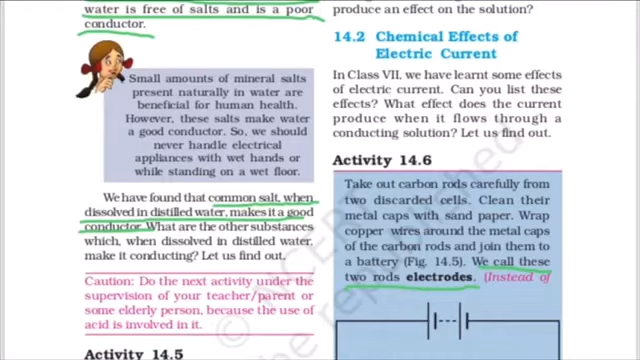 water is free of salts and is a poor
conductor.
Small amounts of mineral salts
present naturally in water are
beneficial for human health.
However, these salts make water
a good conductor. So, we should
never handle electrical
appliances with wet hands or
while standing on a wet floor.
We have found that common salt, when
dissolved in distilled water, makes it a good
conductor. What are the other substances
which, when dissolved in distilled water,
make it conducting? Let us find out.
Caution: Do the next activity under the
supervision of your teacher/parent or
or some elderly person, because the use
of acid is involved in it.
Activity 14.5
produce an effect on the solution?
14.2 Chemical Effects of
Electric Current
In Class VII, we have learnt some effects
of electric current. Can you list these
effects? What effect does the current
produce when it flows through a
conducting solution? Let us find out.
Activity 14.6
Take out carbon rods carefully from
two discarded cells. Clean their
metal caps with sand paper. Wrap
copper wires around the metal caps
of the carbon rods and join them to
a battery (Fig. 14.5). We call these
two rods electrodes. (Instead of
© NCERT
be republished